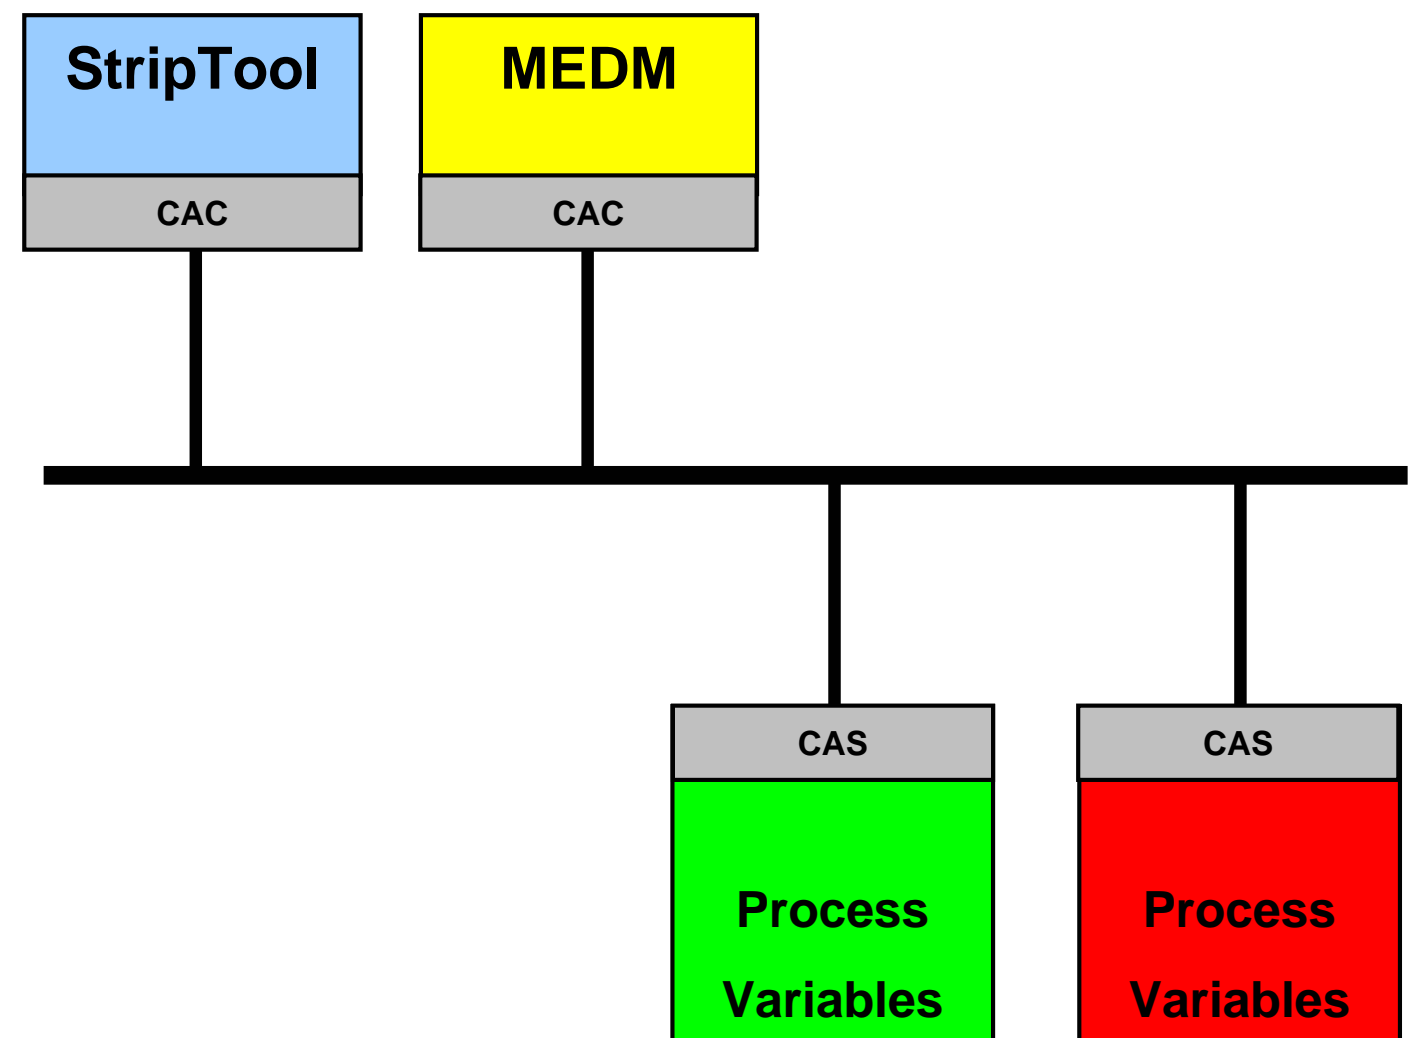 StripTool
MEDM
CAC
CAC
CAS
CAS
Process
Variables
Process
Variables